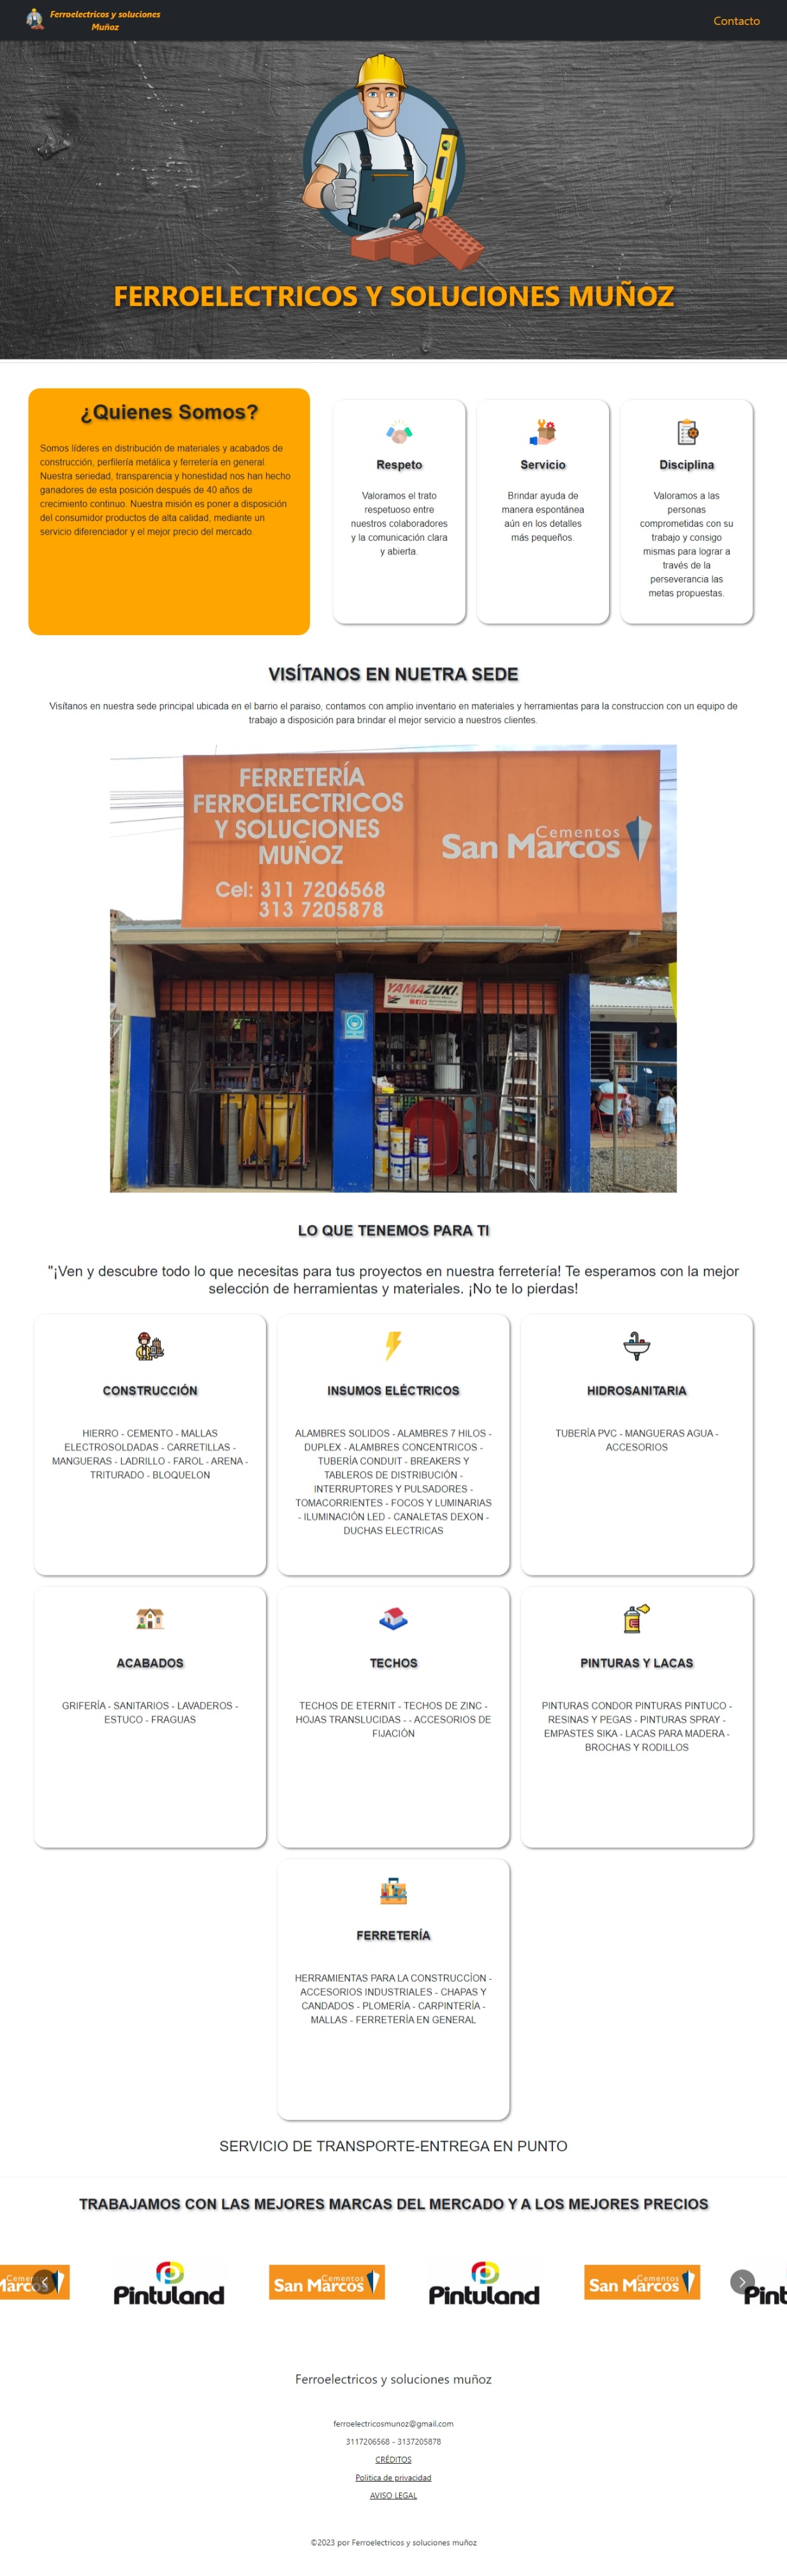 Ferroelectricos y soluciones
Muñoz
Contacto
FERROELECTRICOS Y SOLUCIONES MUÑOZ
¿Quienes Somos?
Somos líderes en distribución de materiales y acabados de
construcción, perfilería metálica y ferretería en general.
Nuestra seriedad, transparencia y honestidad nos han hecho
ganadores de esta posición después de 40 años de
crecimiento continuo. Nuestra misión es poner a disposición
del consumidor productos de alta calidad, mediante un
servicio diferenciador y el mejor precio del mercado.
Respeto
Valoramos el trato
respetuoso entre
nuestros colaboradores
y la comunicación clara
y abierta.
Servicio
Brindar ayuda de
manera espontánea
aún en los detalles
más pequeños.
Disciplina
Valoramos a las
personas
comprometidas con su
trabajo y consigo
mismas para lograr a
través de la
perseverancia las
metas propuestas.
VISÍTANOS EN NUETRA SEDE
Visítanos en nuestra sede principal ubicada en el barrio el paraiso, contamos con amplio inventario en materiales y herramientas para la construccion con un equipo de
trabajo a disposición para brindar el mejor servicio a nuestros clientes.
FERRETERÍA
FERROELECTRICOS
Y SOLUCIONES
MUÑOZ
Cel: 311 7206568
313 7205878
Cementos
San Marcos
YAMAZUKI.
LO QUE TENEMOS PARA TI
"¡Ven y descubre todo lo que necesitas para tus proyectos en nuestra ferretería! Te esperamos con la mejor
selección de herramientas y materiales. ¡No te lo pierdas!
CONSTRUCCIÓN
HIERRO - CEMENTO - MALLAS
ELECTROSOLDADAS - CARRETILLAS -
MANGUERAS - LADRILLO - FAROL - ARENA -
TRITURADO - BLOQUELON
INSUMOS ELÉCTRICOS
ALAMBRES SOLIDOS - ALAMBRES 7 HILOS -
DUPLEX - ALAMBRES CONCENTRICOS -
TUBERÍA CONDUIT - BREAKERS Y
TABLEROS DE DISTRIBUCIÓN -
INTERRUPTORES Y PULSADORES -
TOMACORRIENTES - FOCOS Y LUMINARIAS
- ILUMINACIÓN LED - CANALETAS DEXON -
DUCHAS ELECTRICAS
HIDROSANITARIA
TUBERÍA PVC - MANGUERAS AGUA -
ACCESORIOS
ACABADOS
GRIFERÍA - SANITARIOS - LAVADEROS -
ESTUCO - FRAGUAS
TECHOS
TECHOS DE ETERNIT - TECHOS DE ZINC -
HOJAS TRANSLUCIDAS - - ACCESORIOS DE
FIJACIÓN
PINTURAS Y LACAS
PINTURAS CONDOR PINTURAS PINTUCO -
RESINAS Y PEGAS - PINTURAS SPRAY -
EMPASTES SIKA - LACAS PARA MADERA -
BROCHAS Y RODILLOS
FERRETERÍA
HERRAMIENTAS PARA LA CONSTRUCCÍON -
ACCESORIOS INDUSTRIALES - CHAPAS Y
CANDADOS - PLOMERÍA - CARPINTERÍA -
MALLAS - FERRETERÍA EN GENERAL
SERVICIO DE TRANSPORTE-ENTREGA EN PUNTO
TRABAJAMOS CON LAS MEJORES MARCAS DEL MERCADO Y A LOS MEJORES PRECIOS
Pintuland
Cementos
San Marcos
Pintuland
Cementos
San Marcos
Ferroelectricos y soluciones muñoz
ferroelectricosmunoz@gmail.com
3117206568 - 3137205878
CRÉDITOS
Politica de privacidad
AVISO LEGAL
©2023 por Ferroelectricos y soluciones muñoz